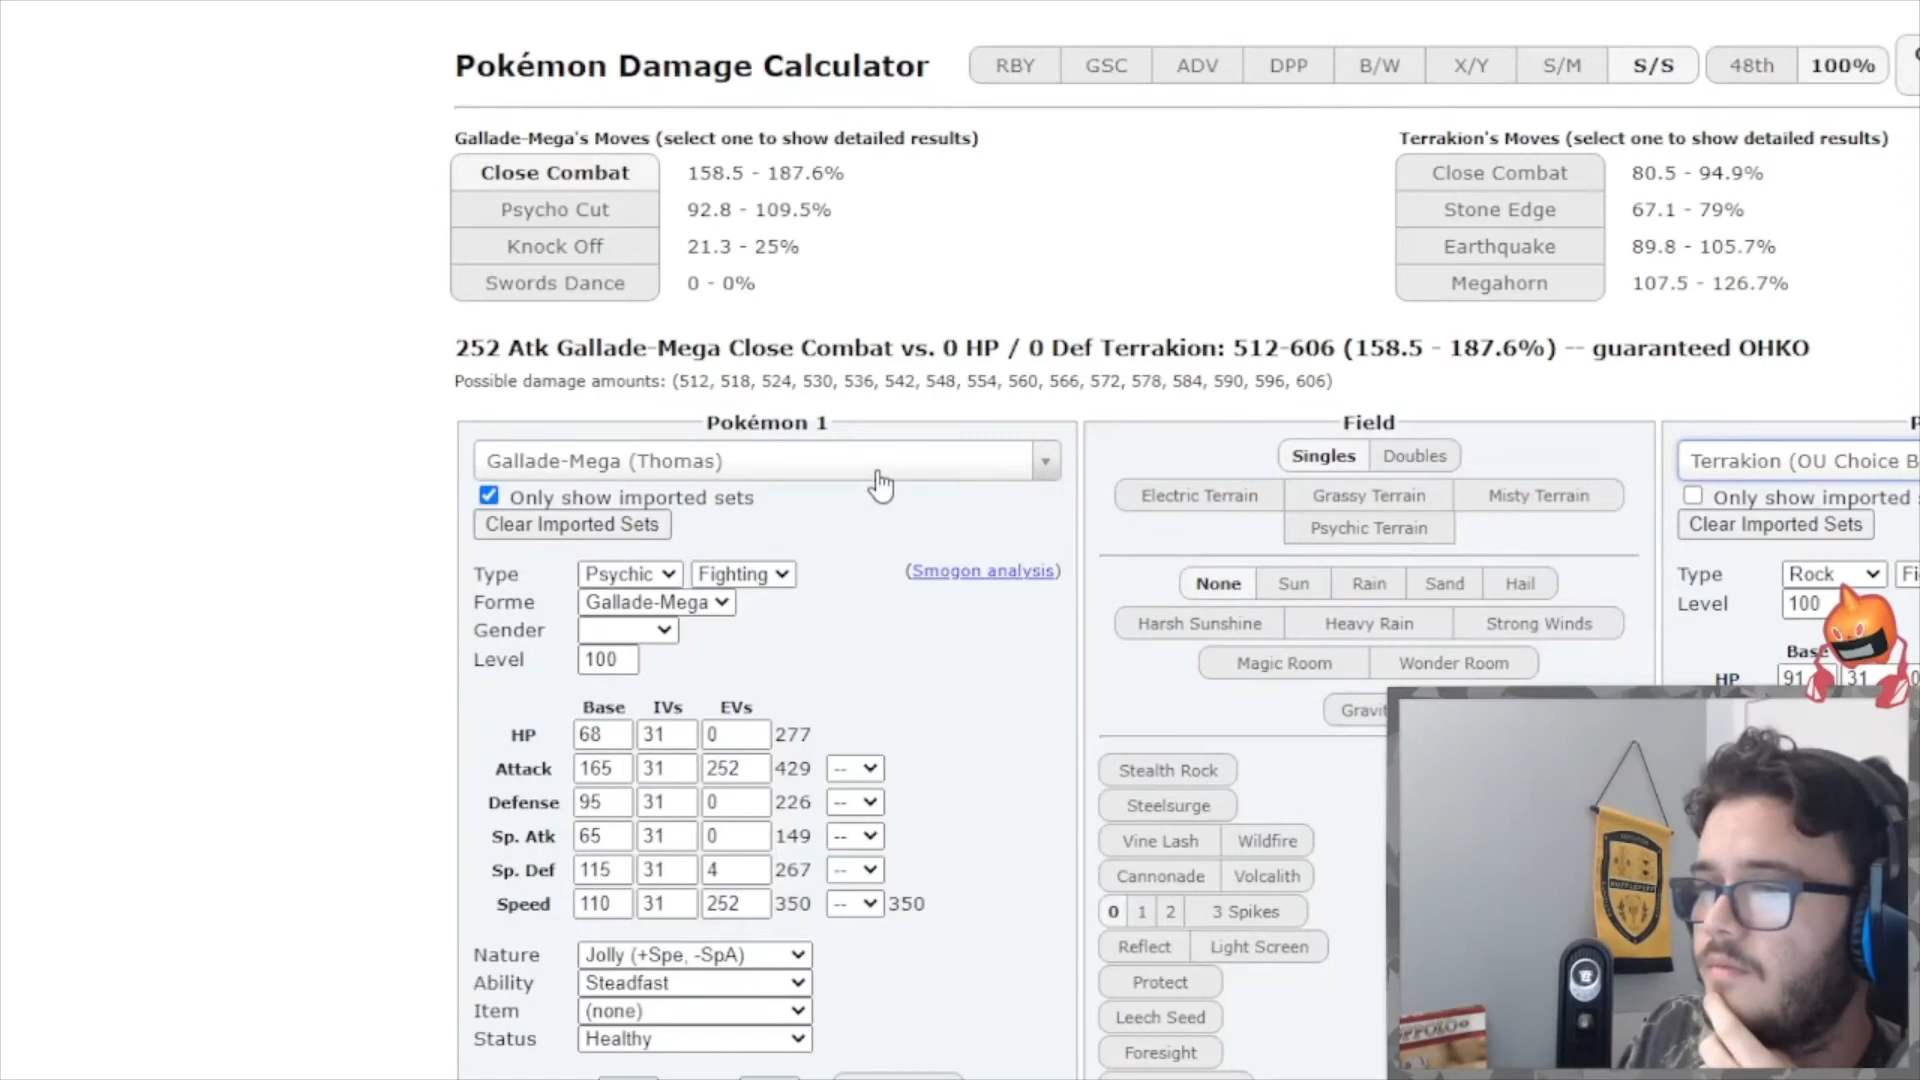 Pokémon Damage Calculator
RBY GSC ADV DPP B/W X/Y S/M S/S 48th 100%
Gallade-Mega's Moves (select one to show detailed results)
Close Combat 158.5 - 187.6%
Psycho Cut 92.8 - 109.5%
Knock Off 21.3 - 25%
Swords Dance 0 - 0%
Terrakion's Moves (select one to show detailed results)
Close Combat 80.5 - 94.9%
Stone Edge 67.1 - 79%
Earthquake 89.8 - 105.7%
Megahorn 107.5 - 126.7%
252 Atk Gallade-Mega Close Combat vs. 0 HP / 0 Def Terrakion: 512-606 (158.5 - 187.6%) -- guaranteed OHKO
Possible damage amounts: (512, 518, 524, 530, 536, 542, 548, 554, 560, 566, 572, 578, 584, 590, 596, 606)
Pokémon 1
Gallade-Mega (Thomas)
Only show imported sets
Clear Imported Sets
Type Psychic Fighting (Smogon analysis)
Forme Gallade-Mega
Gender
Level 100
Base IVs EVs
HP 68 31 0 277
Attack 165 31 252 429 --
Defense 95 31 0 226 --
Sp. Atk 65 31 0 149 --
Sp. Def 115 31 4 267 --
Speed 110 31 252 350 -- 350
Nature Jolly (+Spe, -SpA)
Ability Steadfast
Item (none)
Status Healthy
Field
Singles Doubles
Electric Terrain Grassy Terrain Misty Terrain
Psychic Terrain
None Sun Rain Sand Hail
Harsh Sunshine Heavy Rain Strong Winds
Magic Room Wonder Room
Gravit
Stealth Rock
Steelsurge
Vine Lash Wildfire
Cannonade Volcalith
0 1 2 3 Spikes
Reflect Light Screen
Protect
Leech Seed
Foresight
P
Terrakion (OU Choice B
Only show imported
Clear Imported Sets
Type Rock Fi
Level 100
Base
HP 91 31 0
HUFFLEPUFF